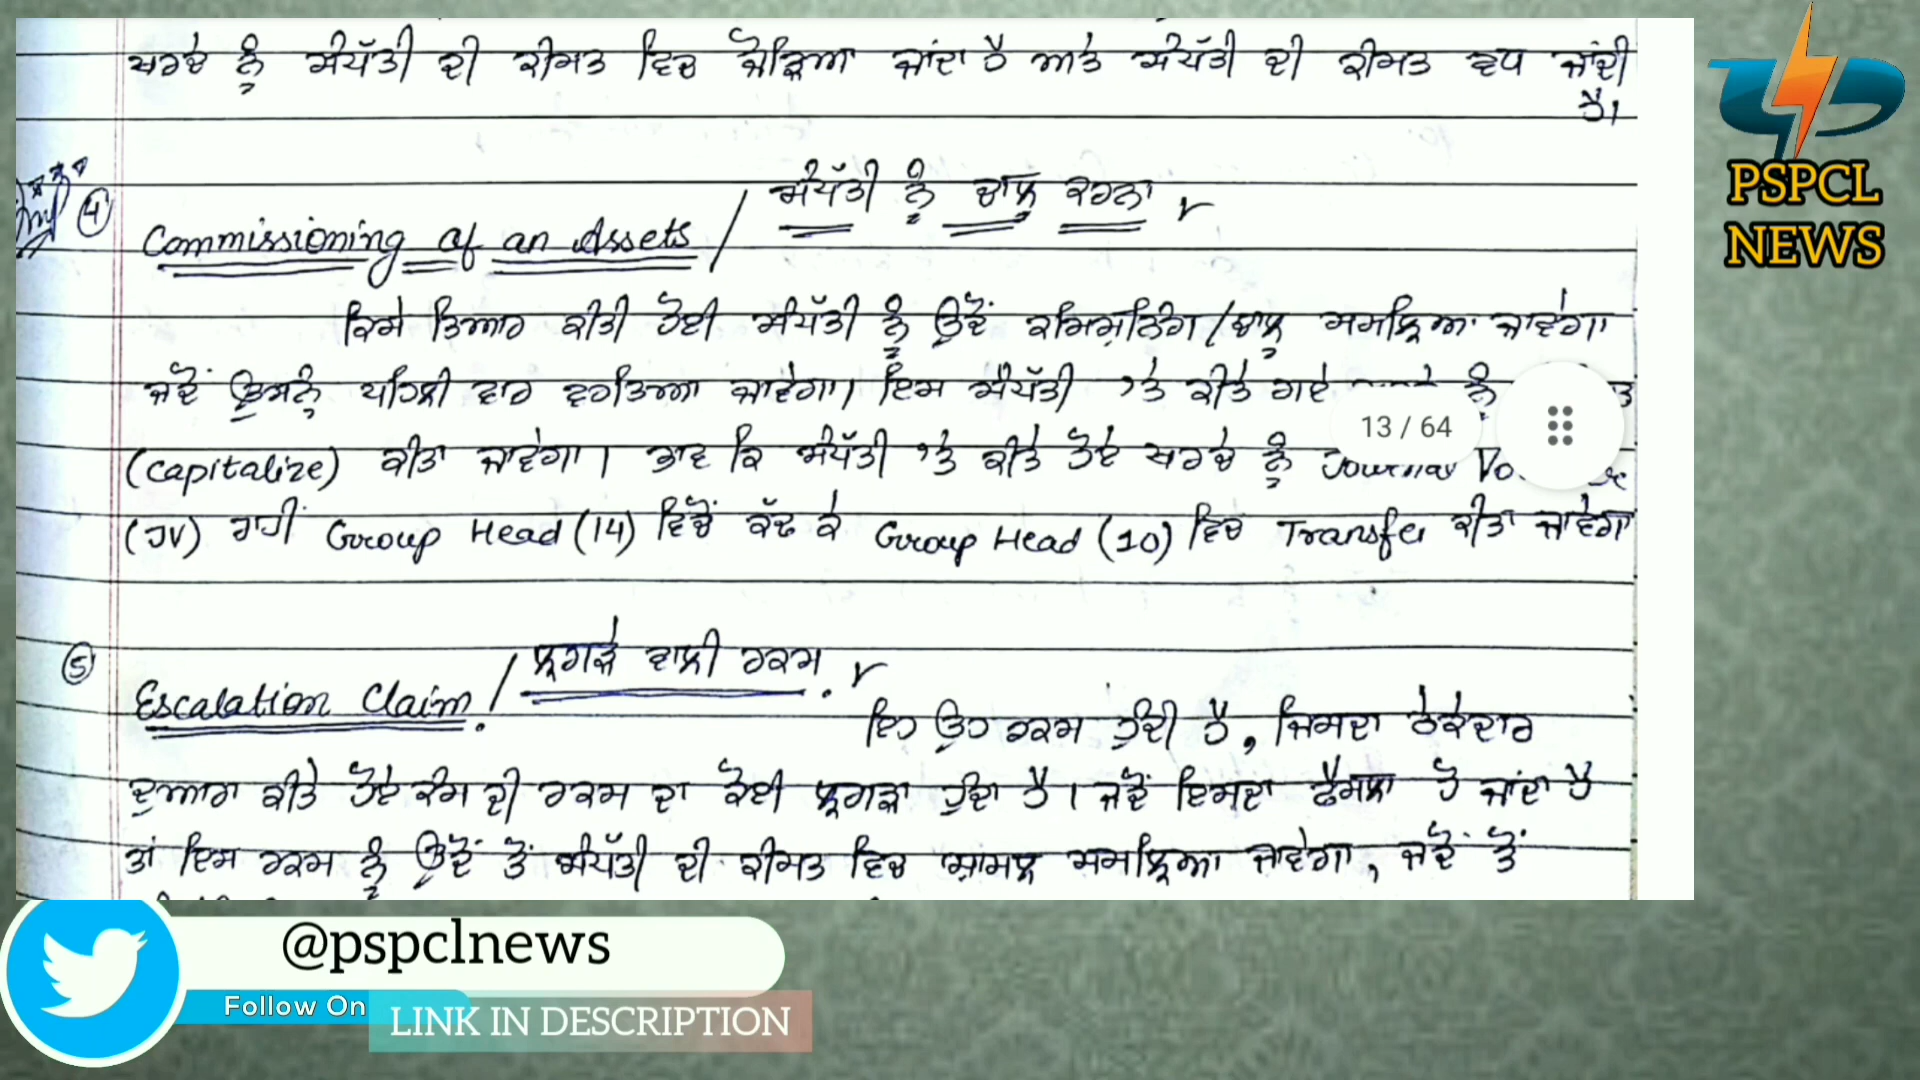 ਖਰਚੇ ਨੂੰ ਸੰਪੱਤੀ ਦੀ ਕੀਮਤ ਵਿਚ ਜੋੜਿਆ ਜਾਂਦਾ ਹੈ ਅਤੇ ਸੰਪੱਤੀ ਦੀ ਕੀਮਤ ਵਧ ਜਾਂਦੀ
ਹੈ।
④ Commissioning of an Assets / ਸੰਪੱਤੀ ਨੂੰ ਚਾਲੂ ਕਰਨਾ
ਕਿਸੇ ਤਿਆਰ ਕੀਤੀ ਹੋਈ ਸੰਪੱਤੀ ਨੂੰ ਉਦੋਂ ਕਮਿਸ਼ਨਿੰਗ/ਚਾਲੂ ਸਮਝਿਆ ਜਾਵੇਗਾ
ਜਦੋਂ ਉਸਨੂੰ ਪਹਿਲੀ ਵਾਰ ਵਰਤਿਆ ਜਾਵੇਗਾ। ਇਸ ਸੰਪੱਤੀ 'ਤੇ ਕੀਤੇ ਗਏ ਨੂੰ
(capitalize) ਕੀਤਾ ਜਾਵੇਗਾ। ਭਾਵ ਕਿ ਸੰਪੱਤੀ 'ਤੇ ਕੀਤੇ ਹੋਏ ਖਰਚੇ ਨੂੰ Journal
(JV) ਰਾਹੀਂ Group Head (14) ਵਿੱਚੋਂ ਕੱਢ ਕੇ Group Head (10) ਵਿਚ Transfer ਕੀਤਾ ਜਾਵੇਗਾ
⑤ Escalation Claim. / ਝਗੜੇ ਵਾਲੀ ਰਕਮ.
ਇਹ ਉਹ ਰਕਮ ਹੁੰਦੀ ਹੈ, ਜਿਸਦਾ ਠੇਕੇਦਾਰ
ਦੁਆਰਾ ਕੀਤੇ ਹੋਏ ਕੰਮ ਦੀ ਰਕਮ ਦਾ ਕੋਈ ਝਗੜਾ ਹੁੰਦਾ ਹੈ। ਜਦੋਂ ਇਸਦਾ ਫੈਸਲਾ ਹੋ ਜਾਂਦਾ ਹੈ
ਤਾਂ ਇਸ ਰਕਮ ਨੂੰ ਉਦੋਂ ਤੋਂ ਸੰਪੱਤੀ ਦੀ ਕੀਮਤ ਵਿਚ ਸ਼ਾਮਲ ਸਮਝਿਆ ਜਾਵੇਗਾ, ਜਦੋਂ ਤੋਂ
13 / 64
PSPCL
NEWS
@pspclnews
Follow On
LINK IN DESCRIPTION